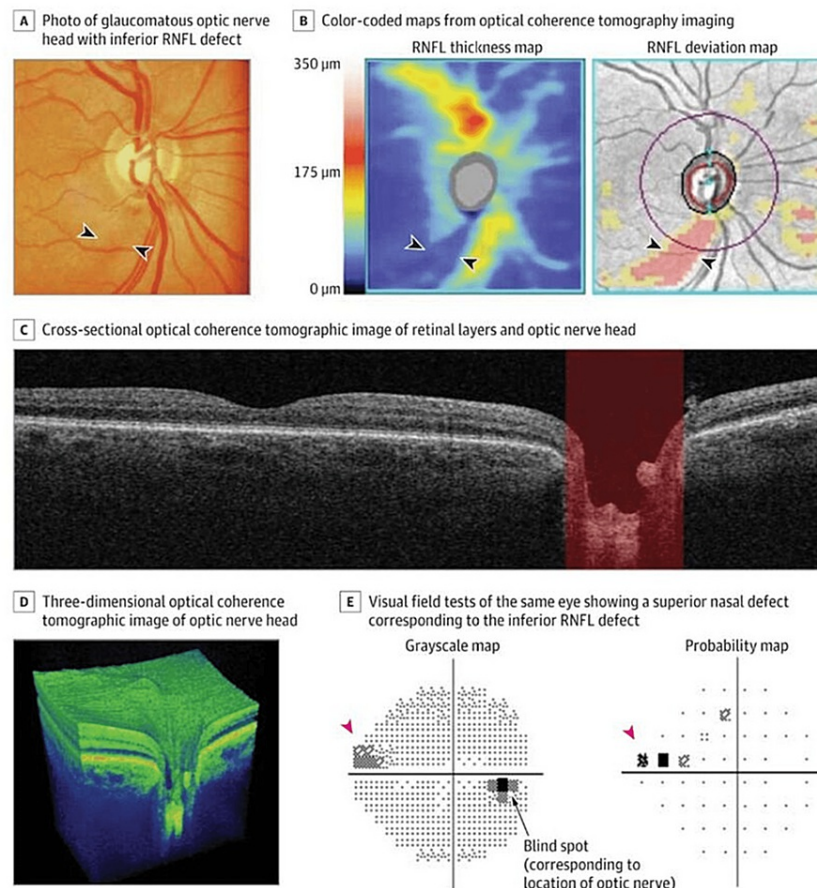 A Photo of glaucomatous optic nerve
head with inferior RNFL defect
B Color-coded maps from optical coherence tomography imaging
RNFL thickness map
RNFL deviation map
350 µm
175 µm
0 µm
C Cross-sectional optical coherence tomographic image of retinal layers and optic nerve head
D Three-dimensional optical coherence
tomographic image of optic nerve head
E Visual field tests of the same eye showing a superior nasal defect
corresponding to the inferior RNFL defect
Grayscale map
Probability map
Blind spot
(corresponding to
location of optic nerve)